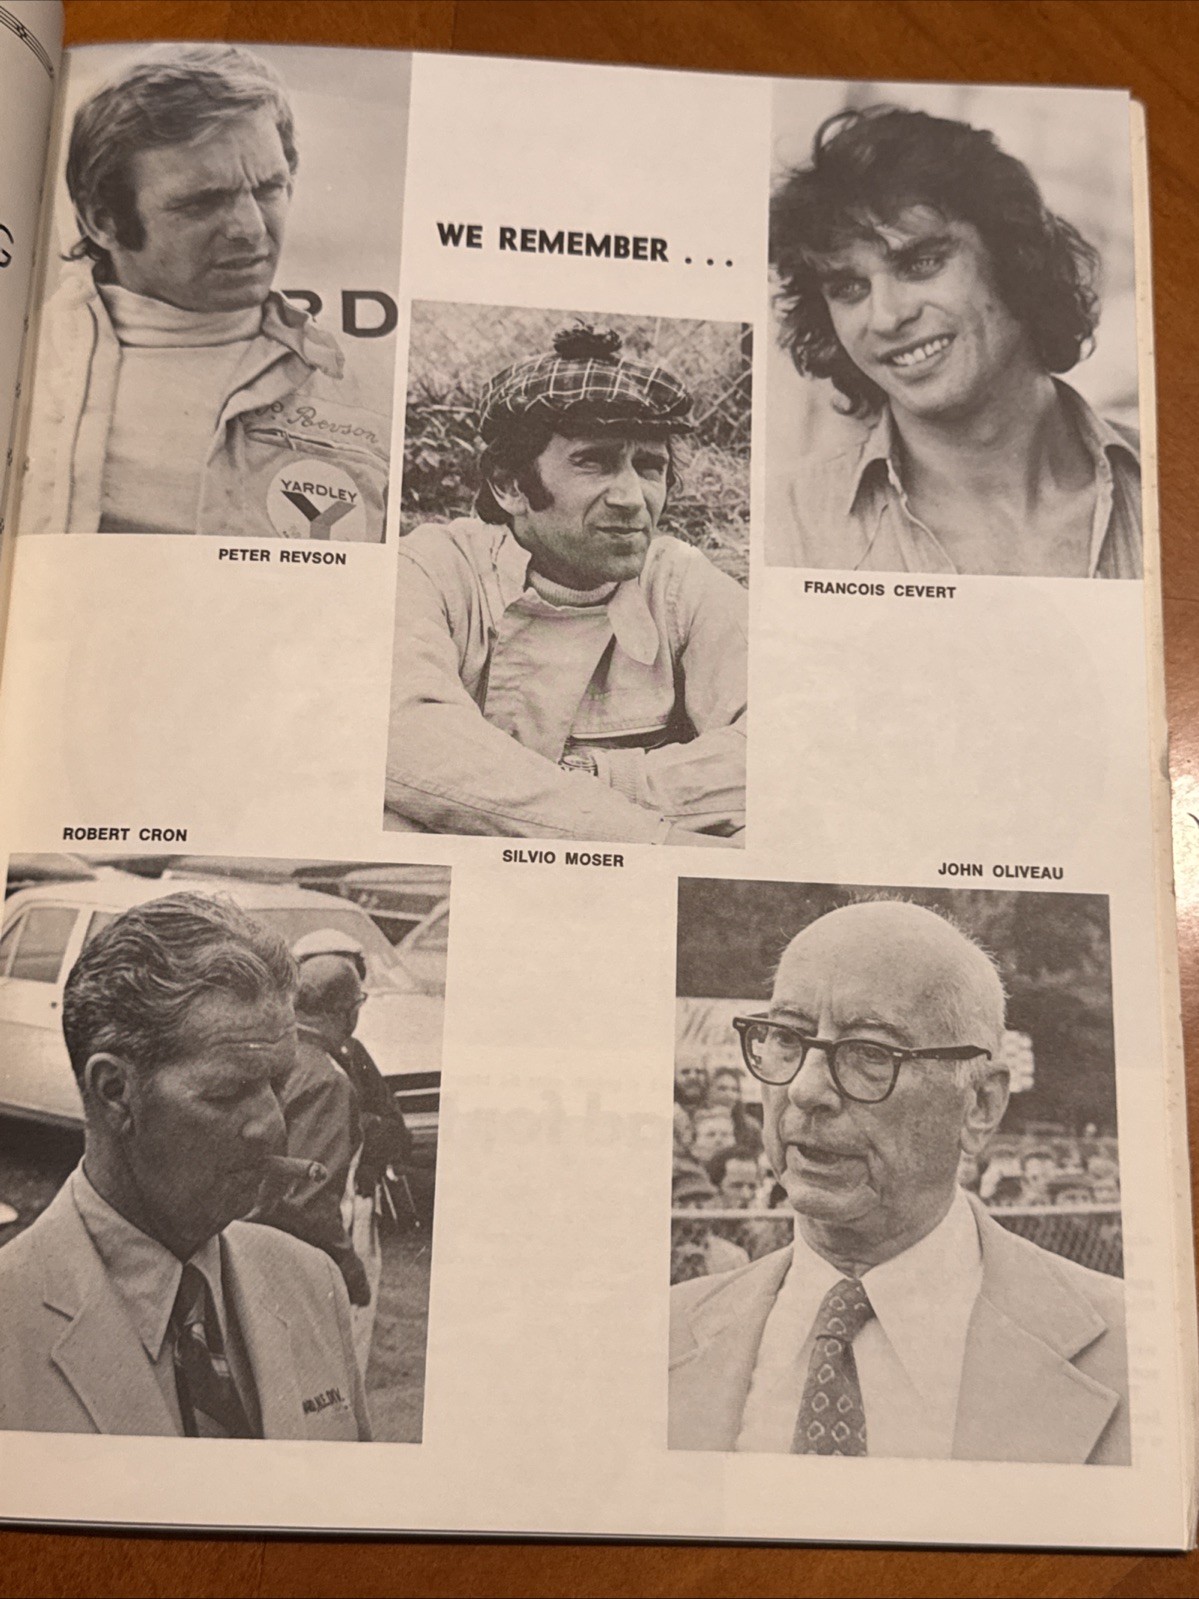 WE REMEMBER . . .
RD
P. Revson
YARDLEY
PETER REVSON
FRANCOIS CEVERT
ROBERT CRON
SILVIO MOSER
JOHN OLIVEAU